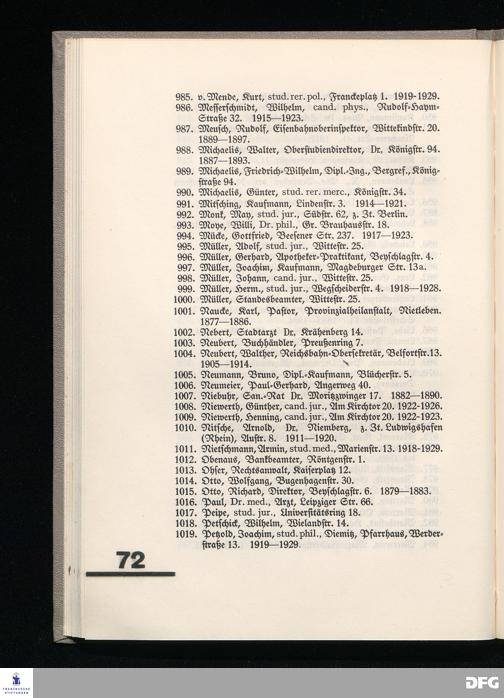 985. v. Mende, Kurt, stud. rer. pol., Franckeplatz 1. 1919-1929.
986. Messerschmidt, Wilhelm, cand. phys., Rudolf-Haym-
Straße 32. 1915—1923.
987. Meusch, Rudolf, Eisenbahnoberinspektor, Wittekindstr. 20.
1889—1897.
988. Michaelis, Walter, Oberstudiendirektor, Dr. Königstr. 94.
1887—1893.
989. Michaelis, Friedrich-Wilhelm, Dipl.-Ing., Bergref., König-
straße 94.
990. Michaelis, Günter, stud. rer. merc., Königstr. 34.
991. Mitsching, Kaufmann, Lindenstr. 3. 1914—1921.
992. Monk, May, stud. jur., Südstr. 62, z. Zt. Berlin.
993. Moye, Willi, Dr. phil., Gr. Brauhausstr. 18.
994. Mücke, Gottfried, Beesener Str. 237. 1917—1923.
995. Müller, Adolf, stud. jur., Wittestr. 25.
996. Müller, Gerhard, Apotheker-Praktikant, Beyschlagstr. 4.
997. Müller, Joachim, Kaufmann, Magdeburger Str. 13a.
998. Müller, Johann, cand. jur., Wittestr. 25.
999. Müller, Herm., stud. jur., Wegscheiderstr. 4. 1918—1928.
1000. Müller, Standesbeamter, Wittestr. 25.
1001. Naucke, Karl, Pastor, Provinzialheilanstalt, Nietleben.
1877—1886.
1002. Nebert, Stadtarzt Dr. Krähenberg 14.
1003. Neubert, Buchhändler, Preußenring 7.
1004. Neubert, Walther, Reichsbahn-Obersekretär, Belfortstr. 13.
1905—1914.
1005. Neumann, Bruno, Dipl.-Kaufmann, Blücherstr. 5.
1006. Neumeier, Paul-Gerhard, Angerweg 40.
1007. Niebuhr, San.-Rat Dr. Moritzzwinger 17. 1882—1890.
1008. Niewerth, Günther, cand. jur., Am Kirchtor 20. 1922-1926.
1009. Niewerth, Henning, cand. jur., Am Kirchtor 20. 1922-1923.
1010. Nitsche, Arnold, Dr. Niemberg, z. Zt. Ludwigshafen
(Rhein), Austr. 8. 1911—1920.
1011. Nietschmann, Armin, stud. med., Marienstr. 13. 1918-1929.
1012. Obenaus, Bankbeamter, Röntgenstr. 1.
1013. Ohser, Rechtsanwalt, Kaiserplatz 12.
1014. Otto, Wolfgang, Bugenhagenstr. 30.
1015. Otto, Richard, Direktor, Beyschlagstr. 6. 1879—1883.
1016. Paul, Dr. med., Arzt, Leipziger Str. 66.
1017. Peipe, stud. jur., Universitätsring 18.
1018. Petschick, Wilhelm, Wielandstr. 14.
1019. Petzold, Joachim, stud. phil., Diemitz, Pfarrhaus, Werder-
straße 13. 1919—1929.
72
FRANCKESCHE
STIFTUNGEN
DFG